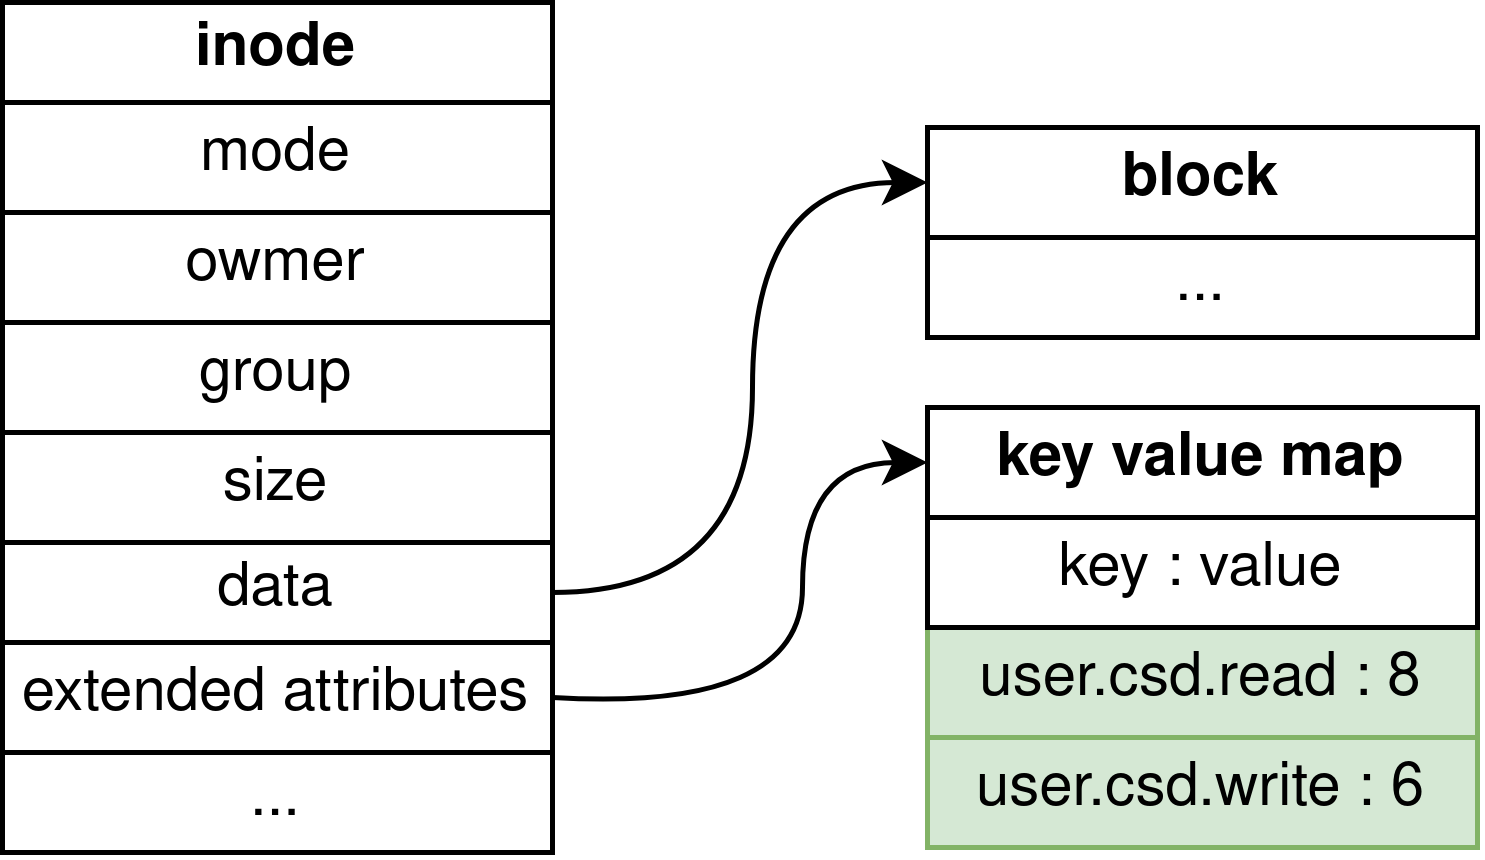 inode
mode
owmer
group
size
data
extended attributes
...
block
...
key value map
key : value
user.csd.read : 8
user.csd.write : 6